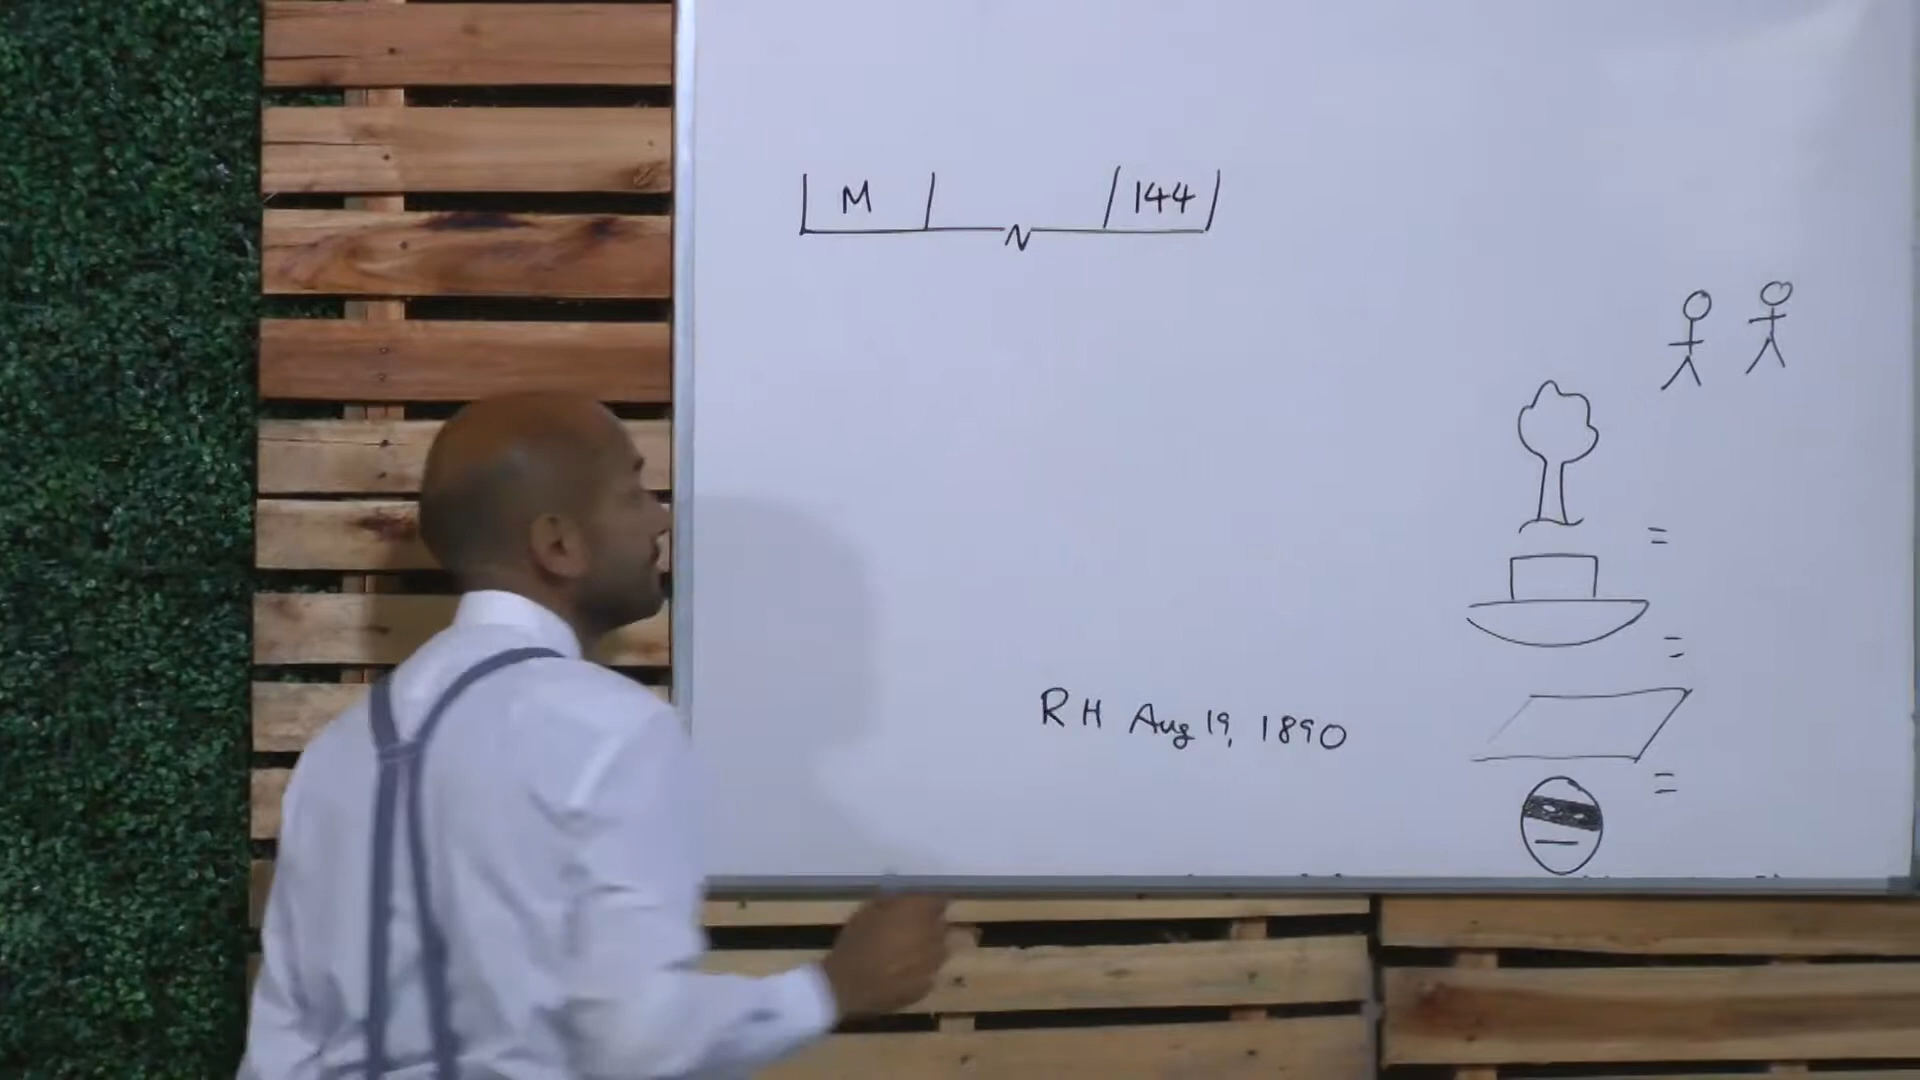 M 144
N
RH Aug 19, 1890
=
=
=